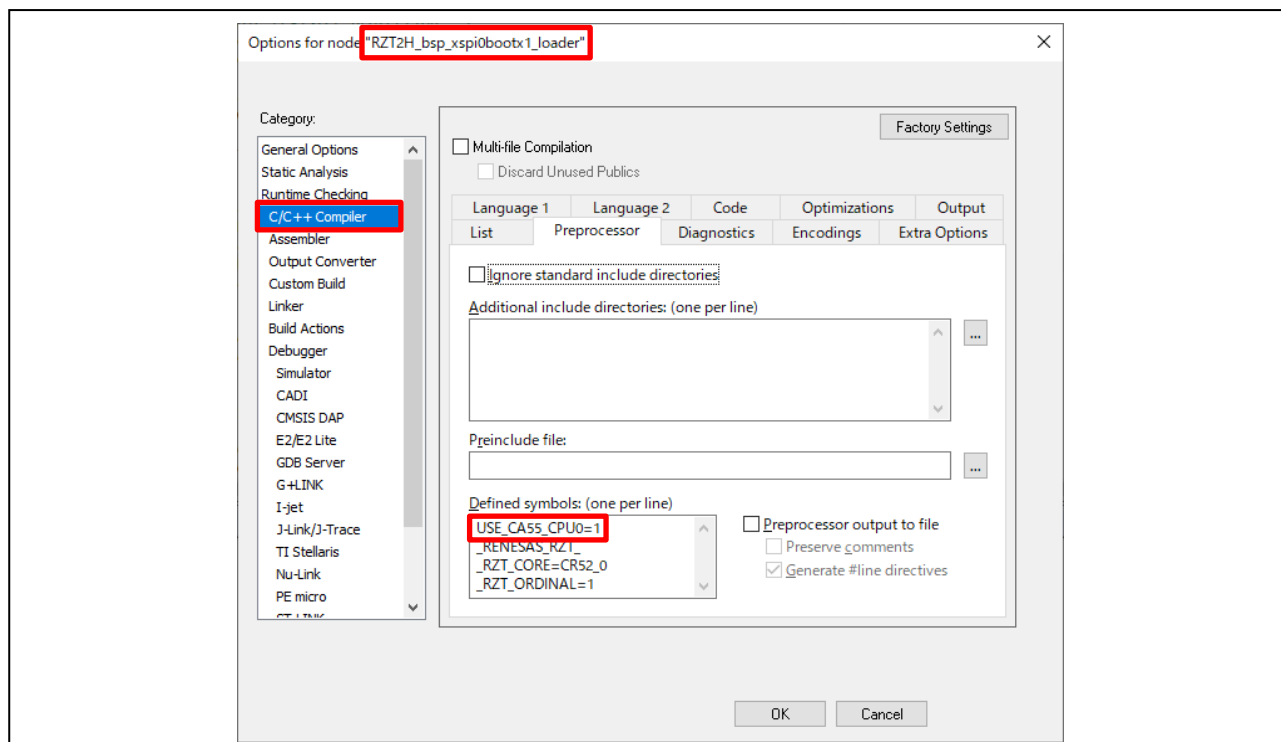 Options for node "RZT2H_bsp_xspi0bootx1_loader"
Category:
General Options
Static Analysis
Runtime Checking
C/C++ Compiler
Assembler
Output Converter
Custom Build
Linker
Build Actions
Debugger
Simulator
CADI
CMSIS DAP
E2/E2 Lite
GDB Server
G+LINK
I-jet
J-Link/J-Trace
TI Stellaris
Nu-Link
PE micro
ST-LINK
Factory Settings
Multi-file Compilation
Discard Unused Publics
Language 1 Language 2 Code Optimizations Output
List Preprocessor Diagnostics Encodings Extra Options
Ignore standard include directories
Additional include directories: (one per line)
...
Preinclude file:
...
Defined symbols: (one per line)
USE_CA55_CPU0=1
_RENESAS_RZT_
_RZT_CORE=CR52_0
_RZT_ORDINAL=1
Preprocessor output to file
Preserve comments
Generate #line directives
OK Cancel